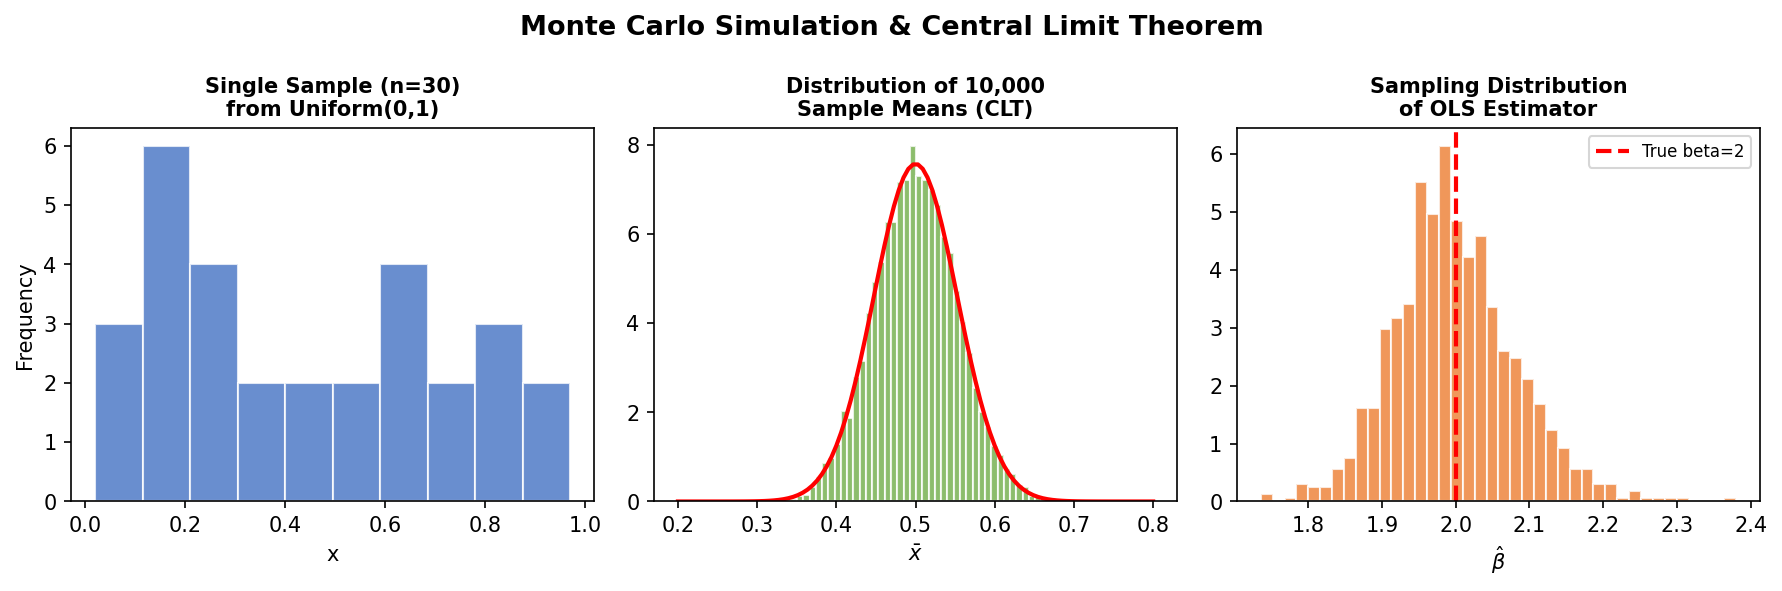 Monte Carlo Simulation & Central Limit Theorem
Single Sample (n=30)
from Uniform(0,1)
Frequency
6
5
4
3
2
1
0
0.0 0.2 0.4 0.6 0.8 1.0
x
Distribution of 10,000
Sample Means (CLT)
8
6
4
2
0
0.2 0.3 0.4 0.5 0.6 0.7 0.8
x̄
Sampling Distribution
of OLS Estimator
True beta=2
6
5
4
3
2
1
0
1.8 1.9 2.0 2.1 2.2 2.3 2.4
β̂